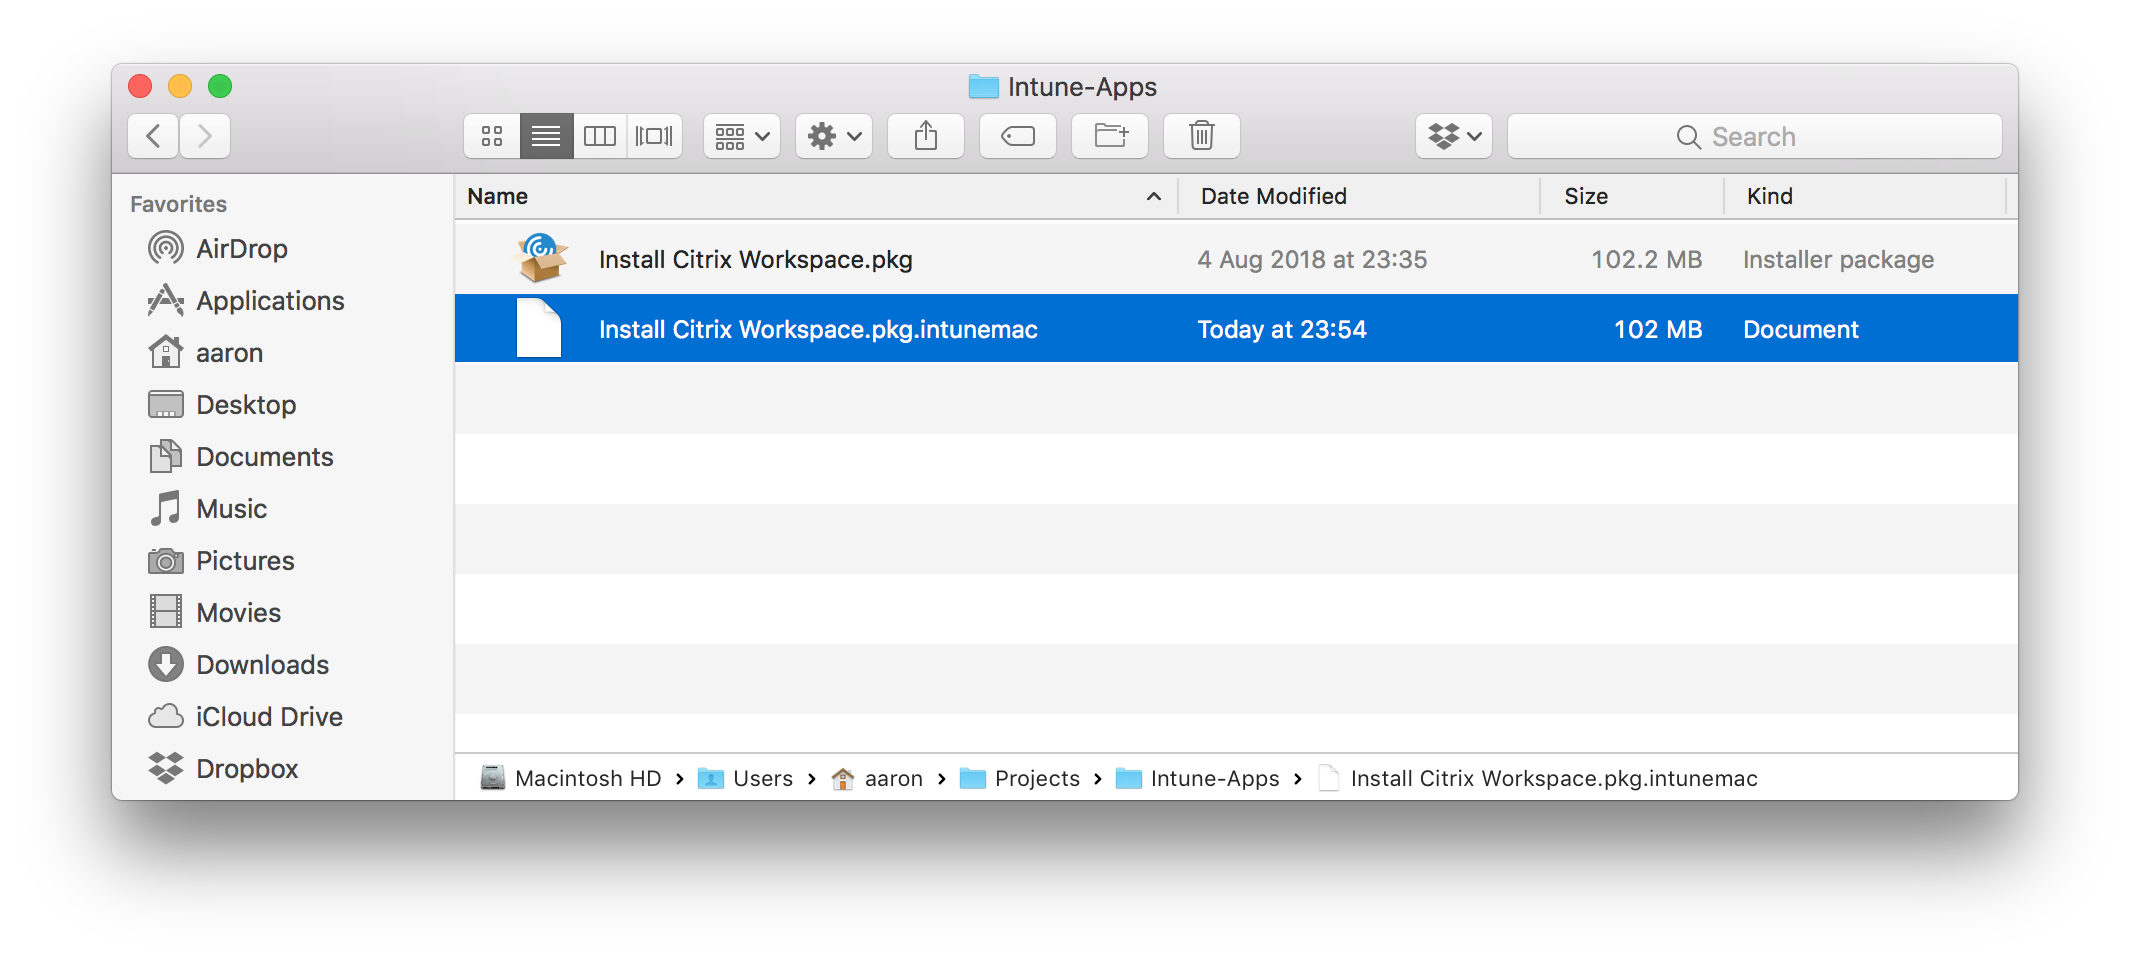 Intune-Apps
Search
Favorites
AirDrop
Applications
aaron
Desktop
Documents
Music
Pictures
Movies
Downloads
iCloud Drive
Dropbox
Name Date Modified Size Kind
Install Citrix Workspace.pkg 4 Aug 2018 at 23:35 102.2 MB Installer package
Install Citrix Workspace.pkg.intunemac Today at 23:54 102 MB Document
Macintosh HD › Users › aaron › Projects › Intune-Apps › Install Citrix Workspace.pkg.intunemac